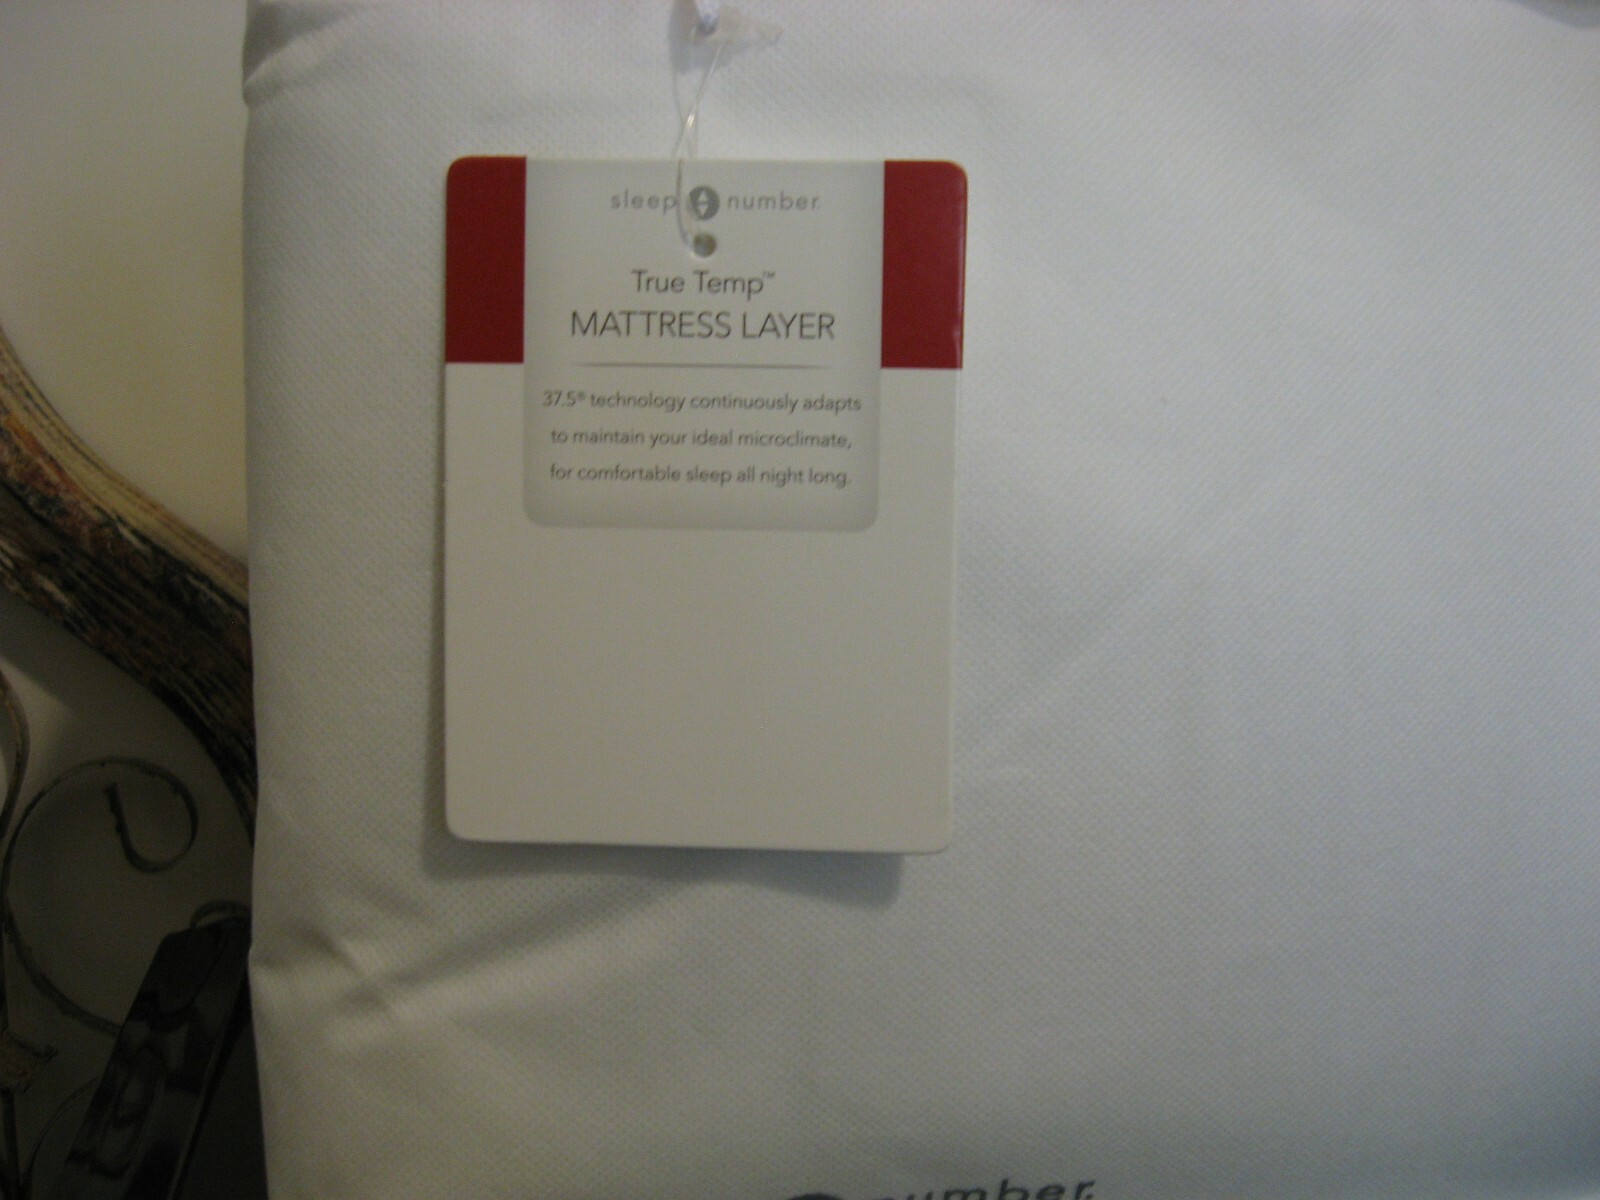 sleep number.
True Temp™
MATTRESS LAYER
37.5® technology continuously adapts
to maintain your ideal microclimate,
for comfortable sleep all night long.
number.